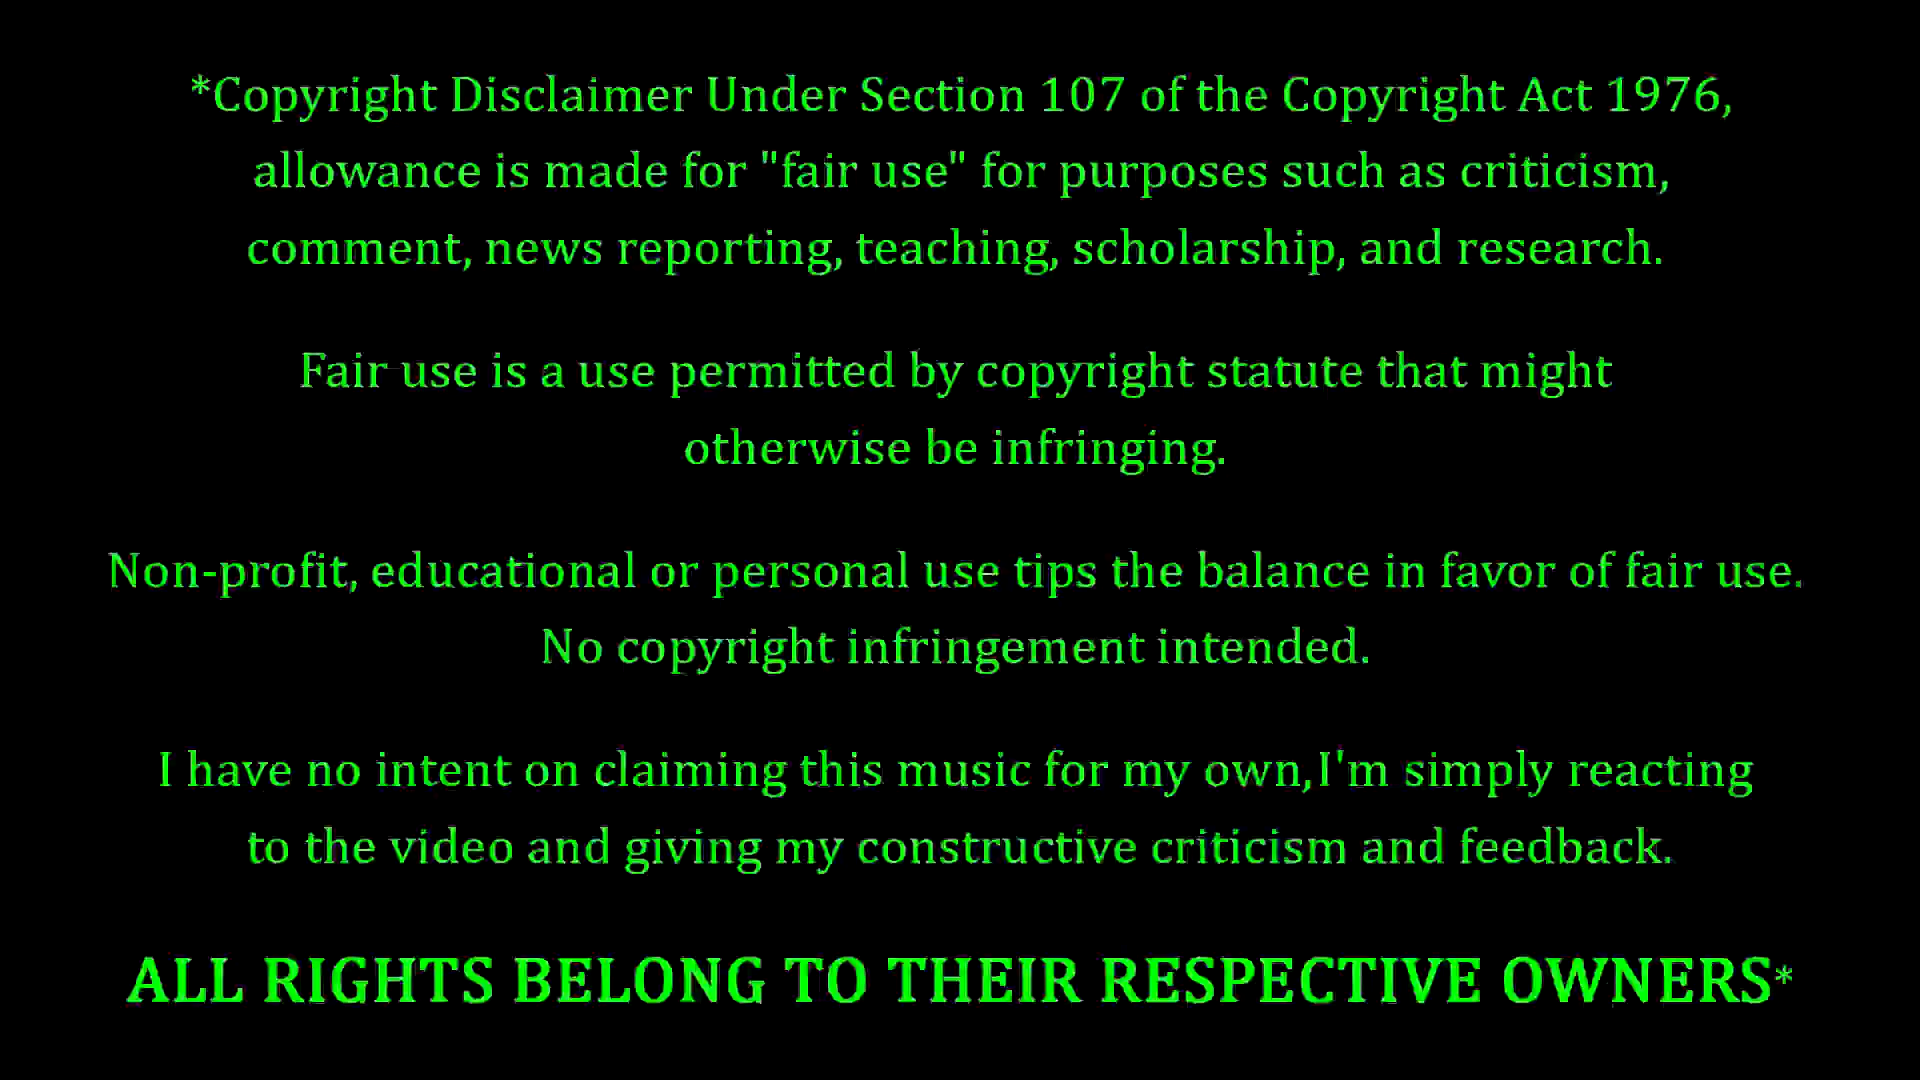 *Copyright Disclaimer Under Section 107 of the Copyright Act 1976,
allowance is made for "fair use" for purposes such as criticism,
comment, news reporting, teaching, scholarship, and research.
Fair use is a use permitted by copyright statute that might
otherwise be infringing.
Non-profit, educational or personal use tips the balance in favor of fair use.
No copyright infringement intended.
I have no intent on claiming this music for my own,I'm simply reacting
to the video and giving my constructive criticism and feedback.
ALL RIGHTS BELONG TO THEIR RESPECTIVE OWNERS*